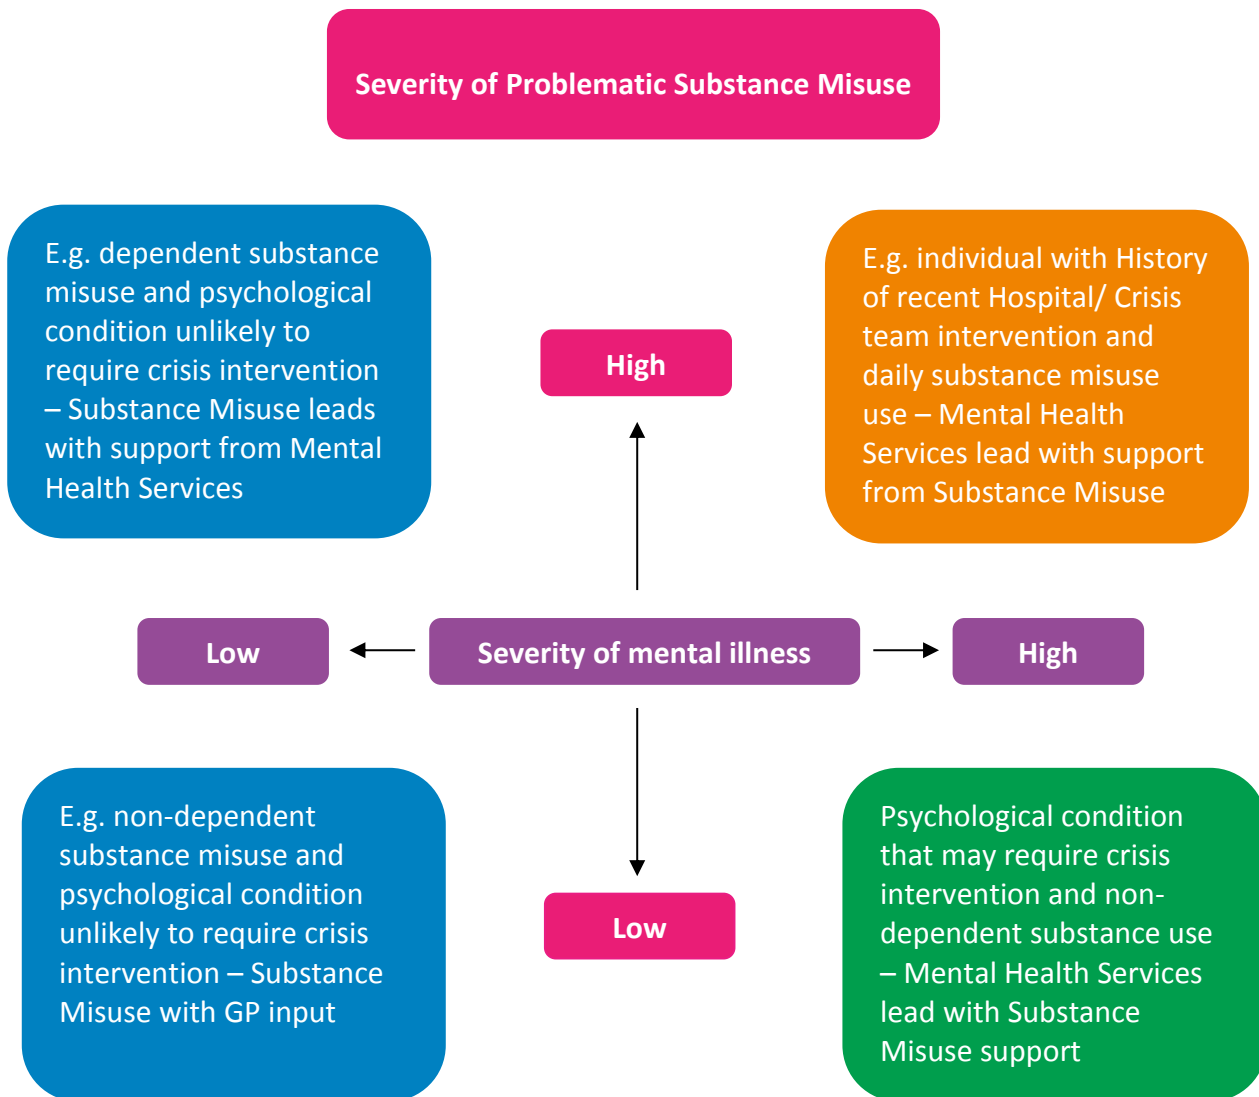 Severity of Problematic Substance Misuse
E.g. dependent substance
misuse and psychological
condition unlikely to
require crisis intervention
– Substance Misuse leads
with support from Mental
Health Services
E.g. individual with History
of recent Hospital/ Crisis
team intervention and
daily substance misuse
use – Mental Health
Services lead with support
from Substance Misuse
High
Low
Severity of mental illness
High
E.g. non-dependent
substance misuse and
psychological condition
unlikely to require crisis
intervention – Substance
Misuse with GP input
Low
Psychological condition
that may require crisis
intervention and non-
dependent substance use
– Mental Health Services
lead with Substance
Misuse support